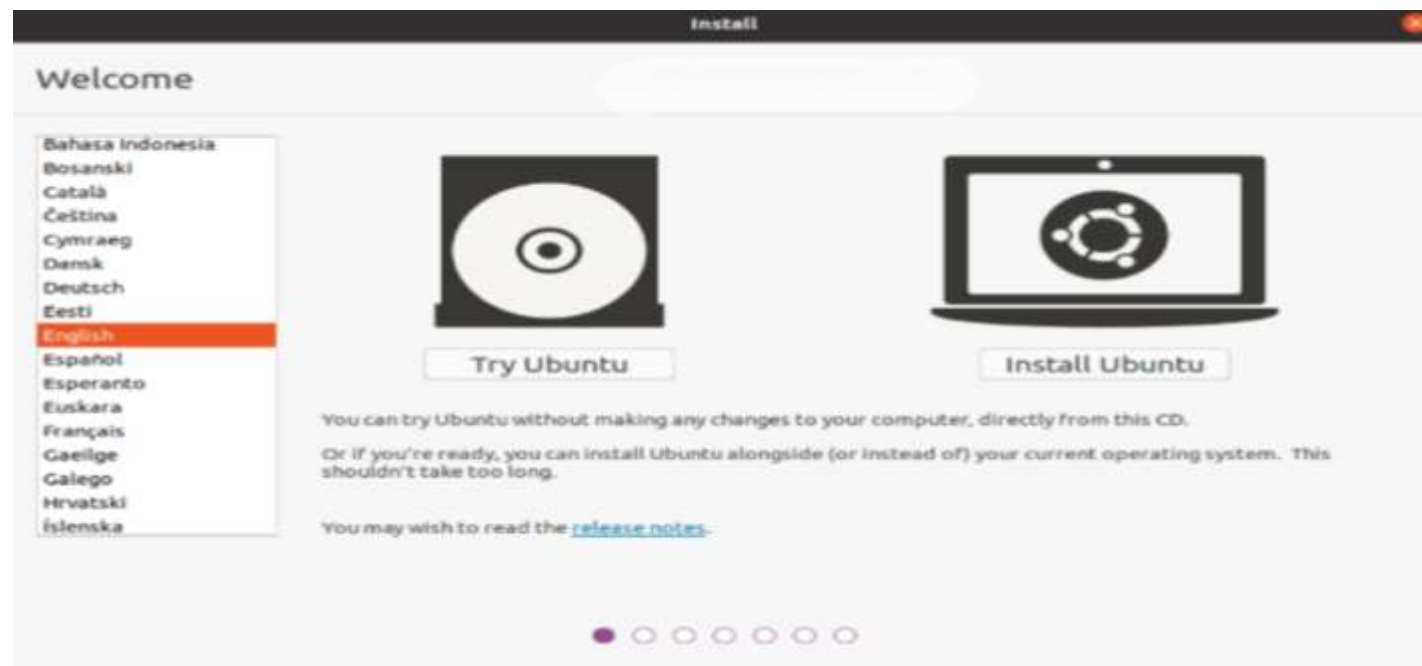 Install
Welcome
Bahasa Indonesia
Bosanski
Català
Čeština
Cymraeg
Dansk
Deutsch
Eesti
English
Español
Esperanto
Euskara
Français
Gaeilge
Galego
Hrvatski
Íslenska
Try Ubuntu
Install Ubuntu
You can try Ubuntu without making any changes to your computer, directly from this CD.
Or if you're ready, you can install Ubuntu alongside (or instead of) your current operating system. This
shouldn't take too long.
You may wish to read the release notes.